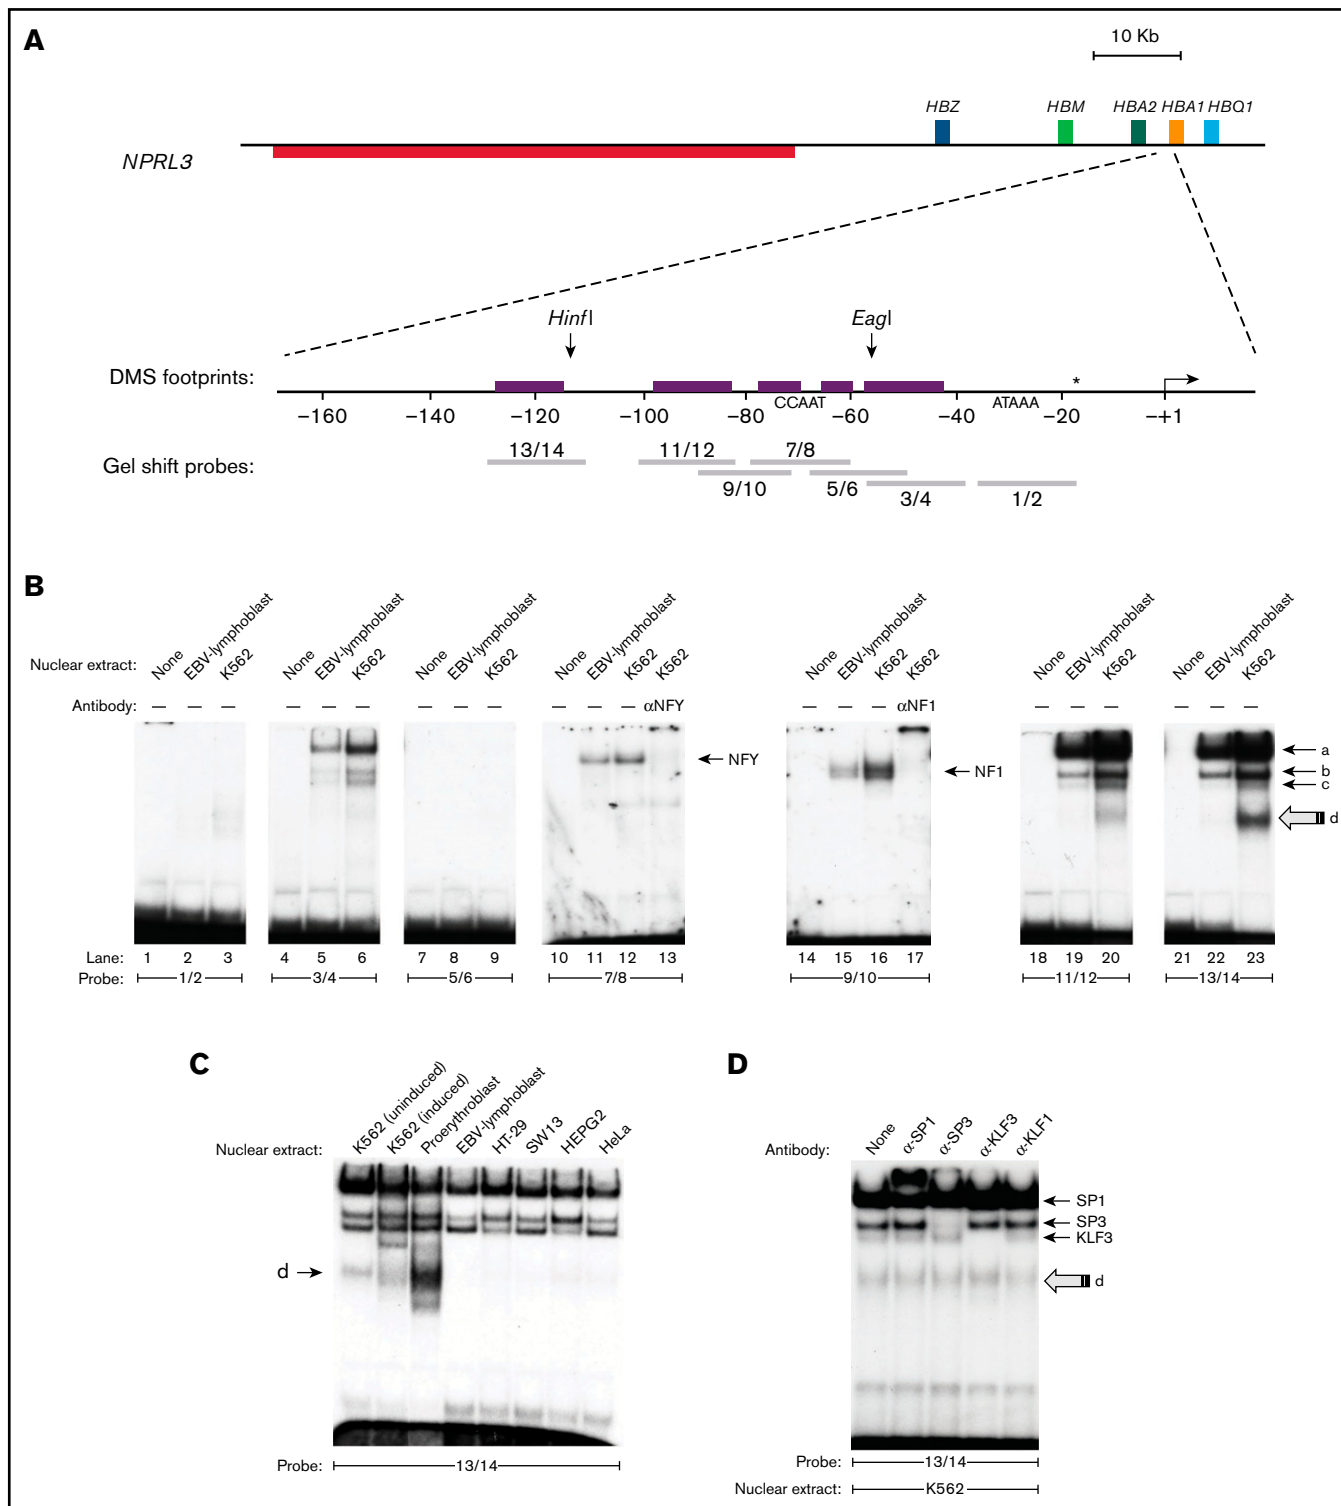 A
10 Kb
HBZ HBM HBA2 HBA1 HBQ1
NPRL3
HinfI EagI
DMS footprints:
*
CCAAT ATAAA
−160 −140 −120 −100 −80 −60 −40 −20 −+1
13/14 11/12 7/8
Gel shift probes:
9/10 5/6 3/4 1/2
B
Nuclear extract: None EBV-lymphoblast K562 None EBV-lymphoblast K562 None EBV-lymphoblast K562 None EBV-lymphoblast K562 K562 None EBV-lymphoblast K562 K562 None EBV-lymphoblast K562 None EBV-lymphoblast K562
Antibody: − − − − − − − − − − − − αNFY − − − αNF1 − − − − − −
NFY
NF1
a
b
c
d
Lane: 1 2 3 4 5 6 7 8 9 10 11 12 13 14 15 16 17 18 19 20 21 22 23
Probe: 1/2 3/4 5/6 7/8 9/10 11/12 13/14
C
Nuclear extract: K562 (uninduced) K562 (induced) Proerythroblast EBV-lymphoblast HT-29 SW13 HEPG2 HeLa
d
Probe: 13/14
D
Antibody: None α-SP1 α-SP3 α-KLF3 α-KLF1
SP1
SP3
KLF3
d
Probe: 13/14
Nuclear extract: K562